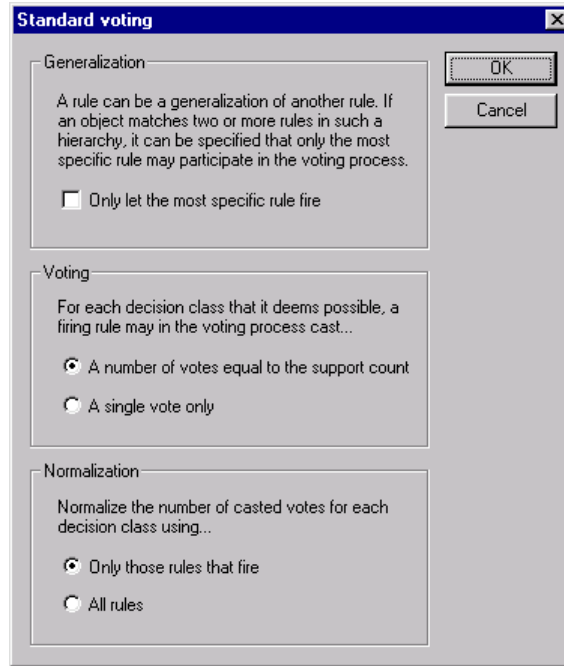 Standard voting
Generalization
A rule can be a generalization of another rule. If
an object matches two or more rules in such a
hierarchy, it can be specified that only the most
specific rule may participate in the voting process.
Only let the most specific rule fire
Voting
For each decision class that it deems possible, a
firing rule may in the voting process cast...
A number of votes equal to the support count
A single vote only
Normalization
Normalize the number of casted votes for each
decision class using...
Only those rules that fire
All rules
OK
Cancel